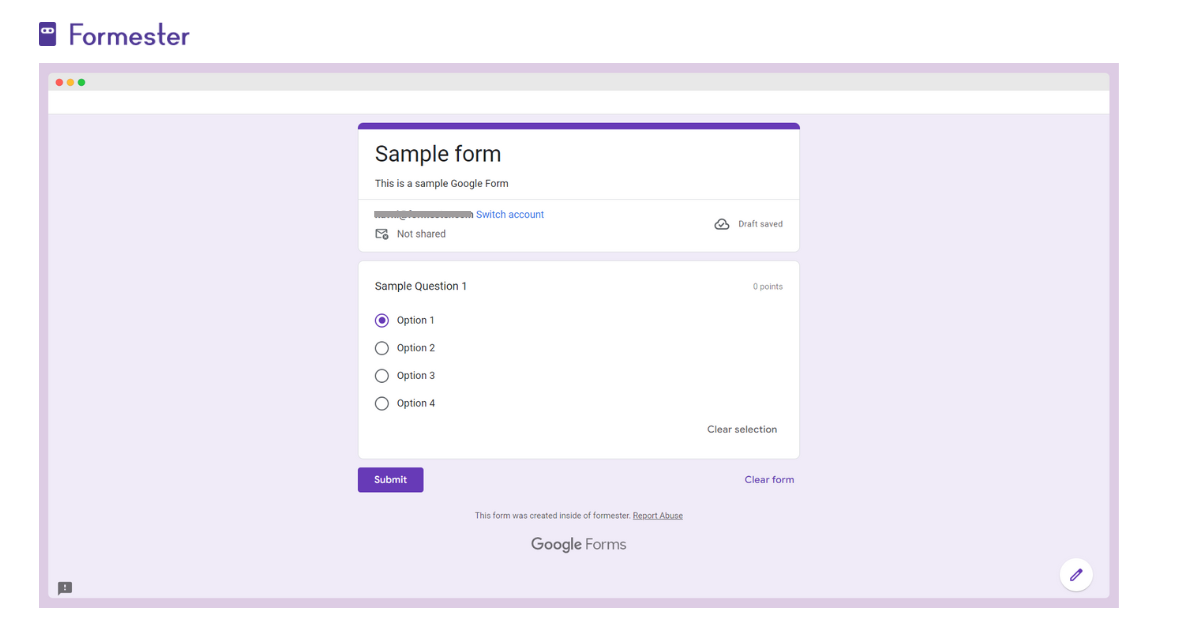 Formester
Sample form
This is a sample Google Form
Switch account
Not shared
Draft saved
Sample Question 1
0 points
Option 1
Option 2
Option 3
Option 4
Clear selection
Submit
Clear form
This form was created inside of formester. Report Abuse
Google Forms